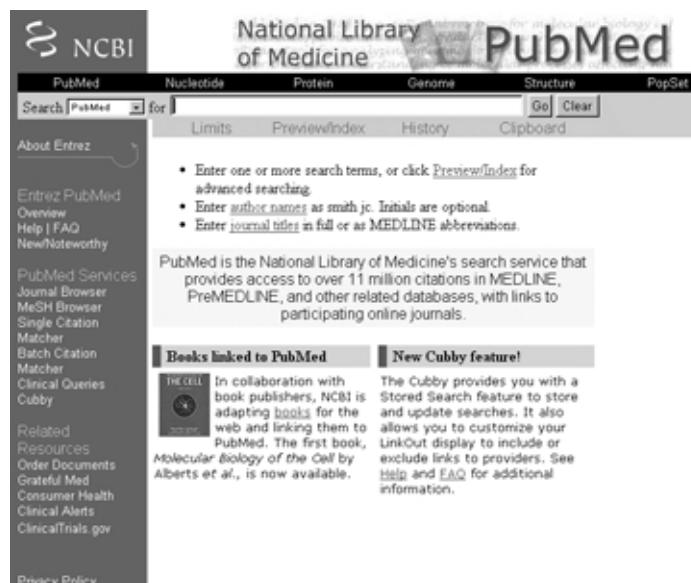 NCBI
National Library
of Medicine
PubMed
PubMed Nucleotide Protein Genome Structure PopSet
Search PubMed for Go Clear
Limits Preview/Index History Clipboard
About Entrez
Entrez PubMed
Overview
Help | FAQ
New/Noteworthy
PubMed Services
Journal Browser
MeSH Browser
Single Citation
Matcher
Batch Citation
Matcher
Clinical Queries
Cubby
Related
Resources
Order Documents
Grateful Med
Consumer Health
Clinical Alerts
ClinicalTrials.gov
Privacy Policy
• Enter one or more search terms, or click Preview/Index for
advanced searching.
• Enter author names as smith jc. Initials are optional.
• Enter journal titles in full or as MEDLINE abbreviations.
PubMed is the National Library of Medicine's search service that
provides access to over 11 million citations in MEDLINE,
PreMEDLINE, and other related databases, with links to
participating online journals.
Books linked to PubMed
THE CELL
In collaboration with
book publishers, NCBI is
adapting books for the
web and linking them to
PubMed. The first book,
Molecular Biology of the Cell by
Alberts et al., is now available.
New Cubby feature!
The Cubby provides you with a
Stored Search feature to store
and update searches. It also
allows you to customize your
LinkOut display to include or
exclude links to providers. See
Help and FAQ for additional
information.